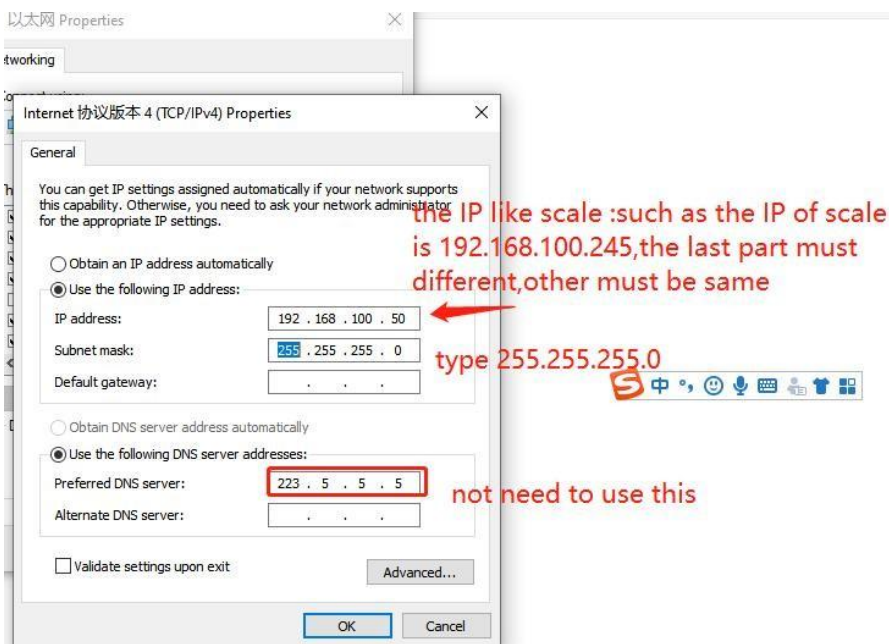 以太网 Properties
Networking
Internet 协议版本 4 (TCP/IPv4) Properties
General
You can get IP settings assigned automatically if your network supports
this capability. Otherwise, you need to ask your network administrator
for the appropriate IP settings.
the IP like scale :such as the IP of scale
is 192.168.100.245,the last part must
different,other must be same
Obtain an IP address automatically
Use the following IP address:
IP address: 192 . 168 . 100 . 50
Subnet mask: 255 . 255 . 255 . 0
type 255.255.255.0
Default gateway: . . .
中
Obtain DNS server address automatically
Use the following DNS server addresses:
Preferred DNS server: 223 . 5 . 5 . 5
not need to use this
Alternate DNS server: . . .
Validate settings upon exit
Advanced...
OK
Cancel